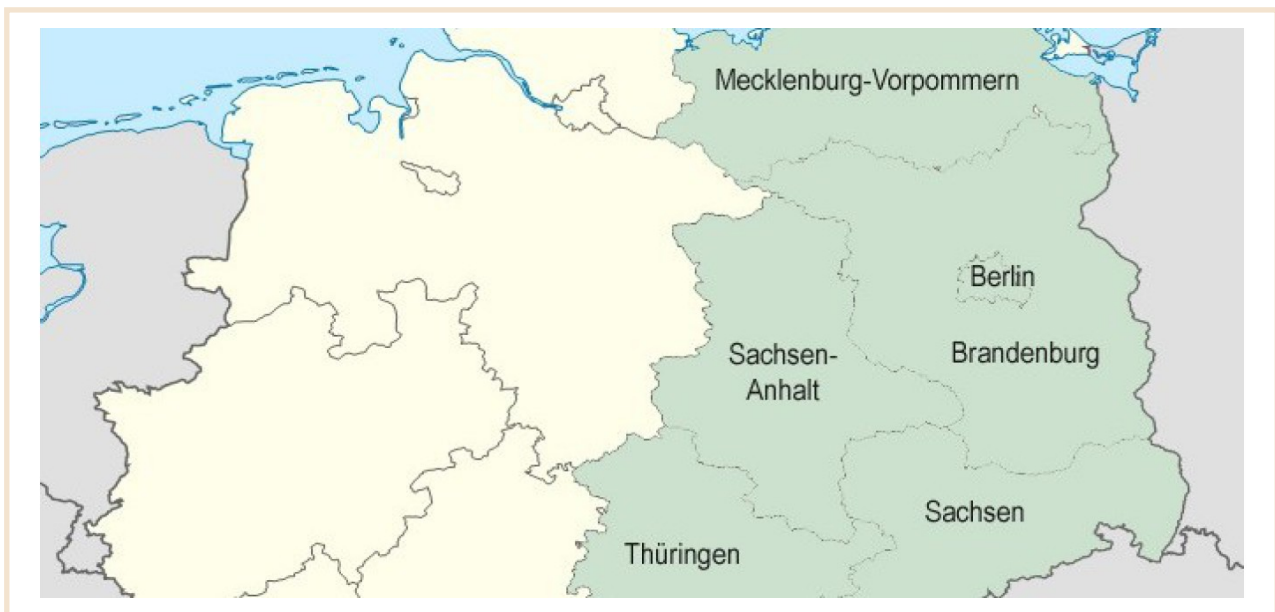 Mecklenburg-Vorpommern
Berlin
Brandenburg
Sachsen-
Anhalt
Sachsen
Thüringen